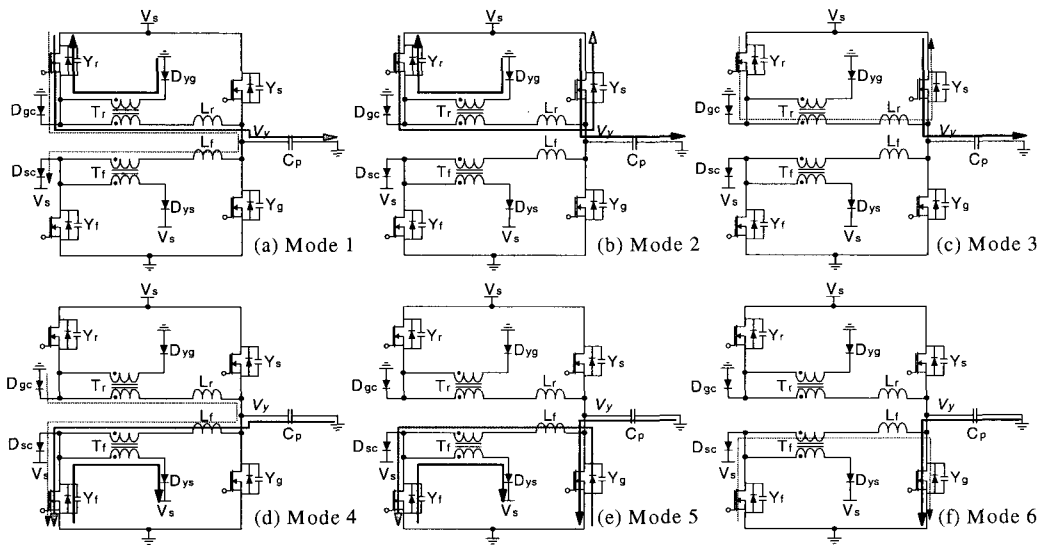 Vs
Yr
Dyg
Ys
Dgc
Tr
Lr
Vy
Cp
Lf
Dsc
Vs
Tf
Dys
Vs
Yf
Yg
(a) Mode 1
Vs
Yr
Dyg
Ys
Dgc
Tr
Lr
Vy
Cp
Lf
Dsc
Vs
Tf
Dys
Vs
Yf
Yg
(b) Mode 2
Vs
Yr
Dyg
Ys
Dgc
Tr
Lr
Vy
Cp
Lf
Dsc
Vs
Tf
Dys
Vs
Yf
Yg
(c) Mode 3
Vs
Yr
Dyg
Ys
Dgc
Tr
Lr
Vy
Cp
Lf
Dsc
Vs
Tf
Dys
Vs
Yf
Yg
(d) Mode 4
Vs
Yr
Dyg
Ys
Dgc
Tr
Lr
Vy
Cp
Lf
Dsc
Vs
Tf
Dys
Vs
Yf
Yg
(e) Mode 5
Vs
Yr
Dyg
Ys
Dgc
Tr
Lr
Vy
Cp
Lf
Dsc
Vs
Tf
Dys
Vs
Yf
Yg
(f) Mode 6